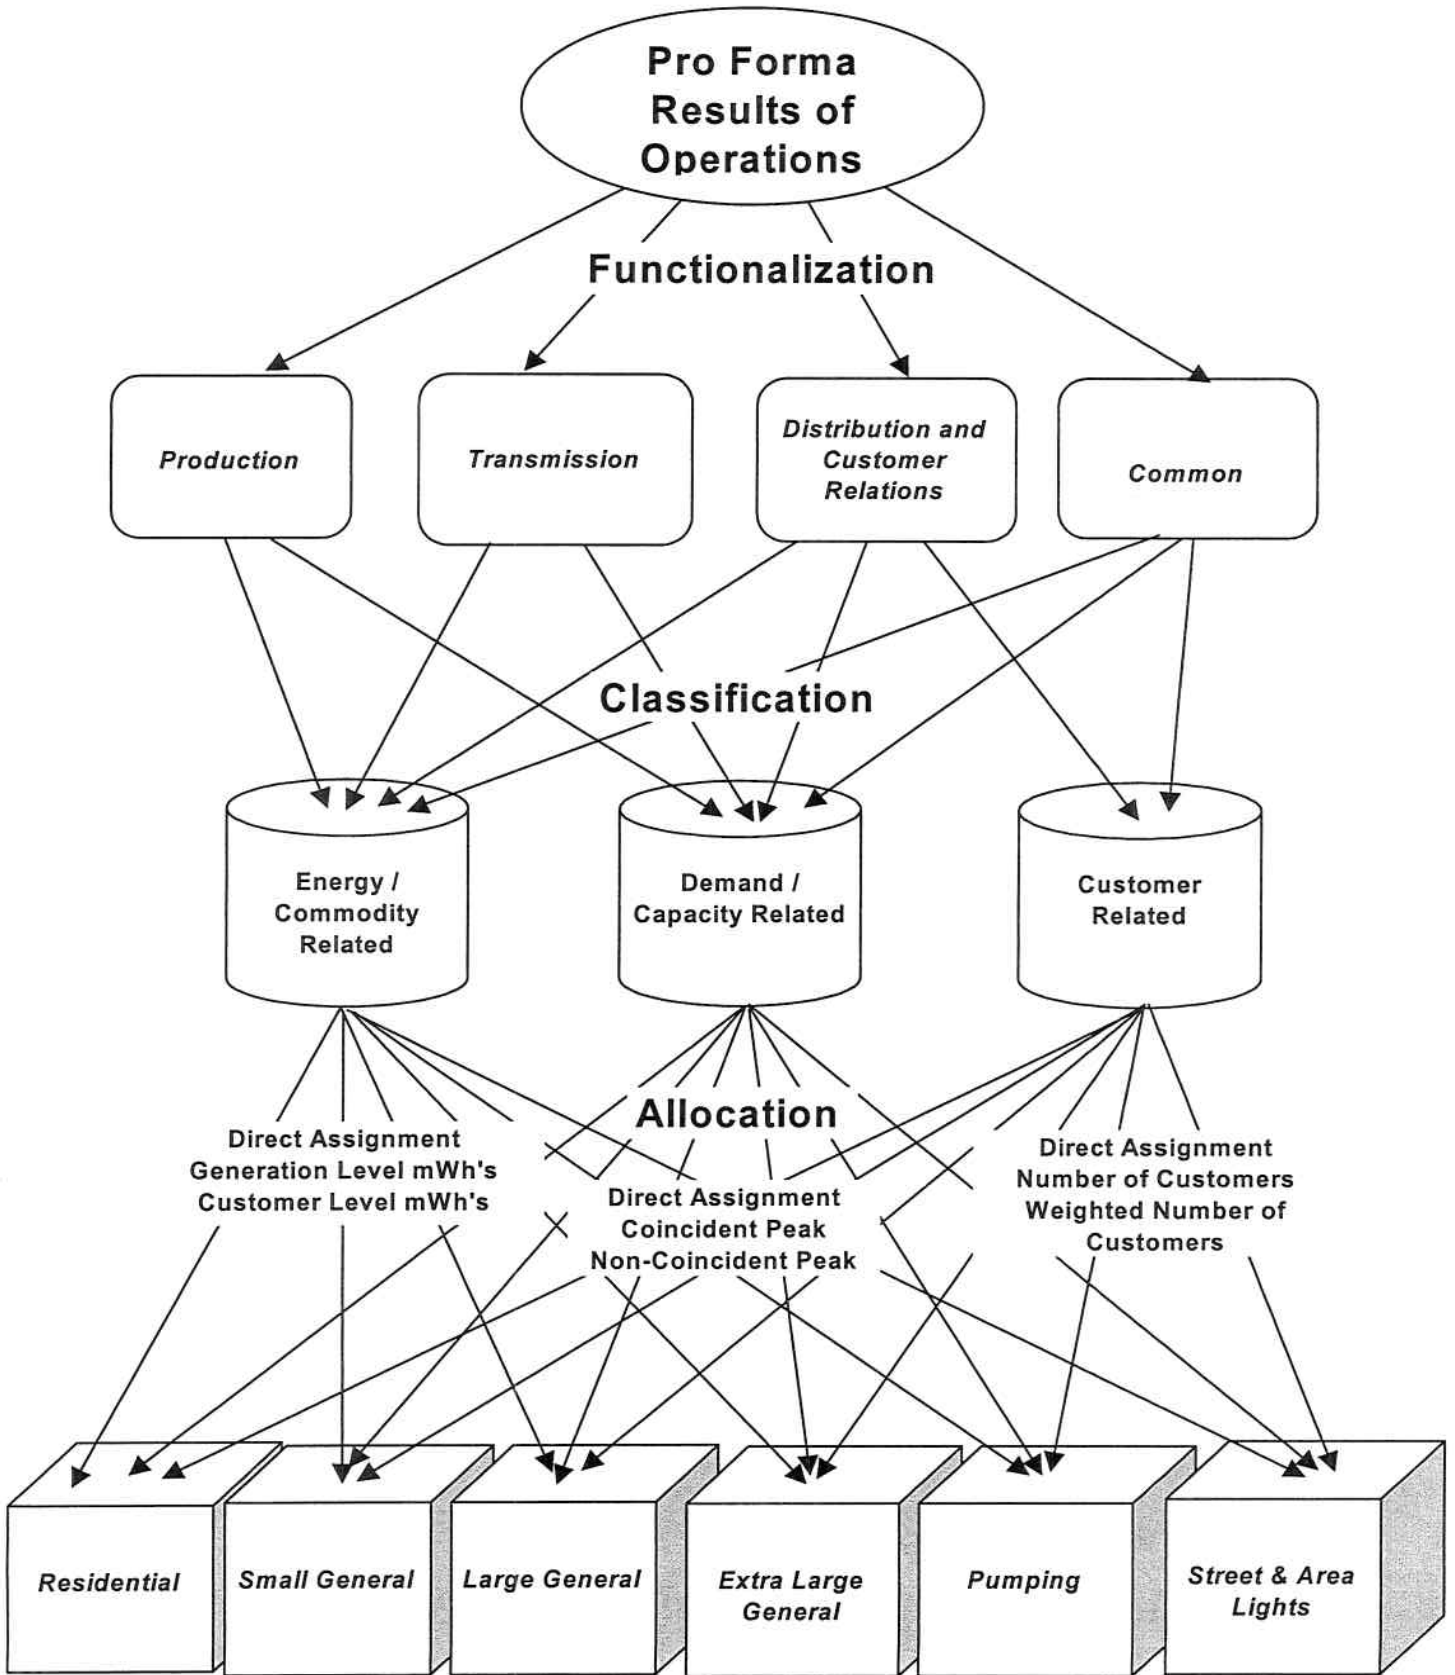 Pro Forma
Results of
Operations
Functionalization
Production
Transmission
Distribution and
Customer
Relations
Common
Classification
Energy /
Commodity
Related
Demand /
Capacity Related
Customer
Related
Allocation
Direct Assignment
Generation Level mWh's
Customer Level mWh's
Direct Assignment
Coincident Peak
Non-Coincident Peak
Direct Assignment
Number of Customers
Weighted Number of
Customers
Residential
Small General
Large General
Extra Large
General
Pumping
Street & Area
Lights